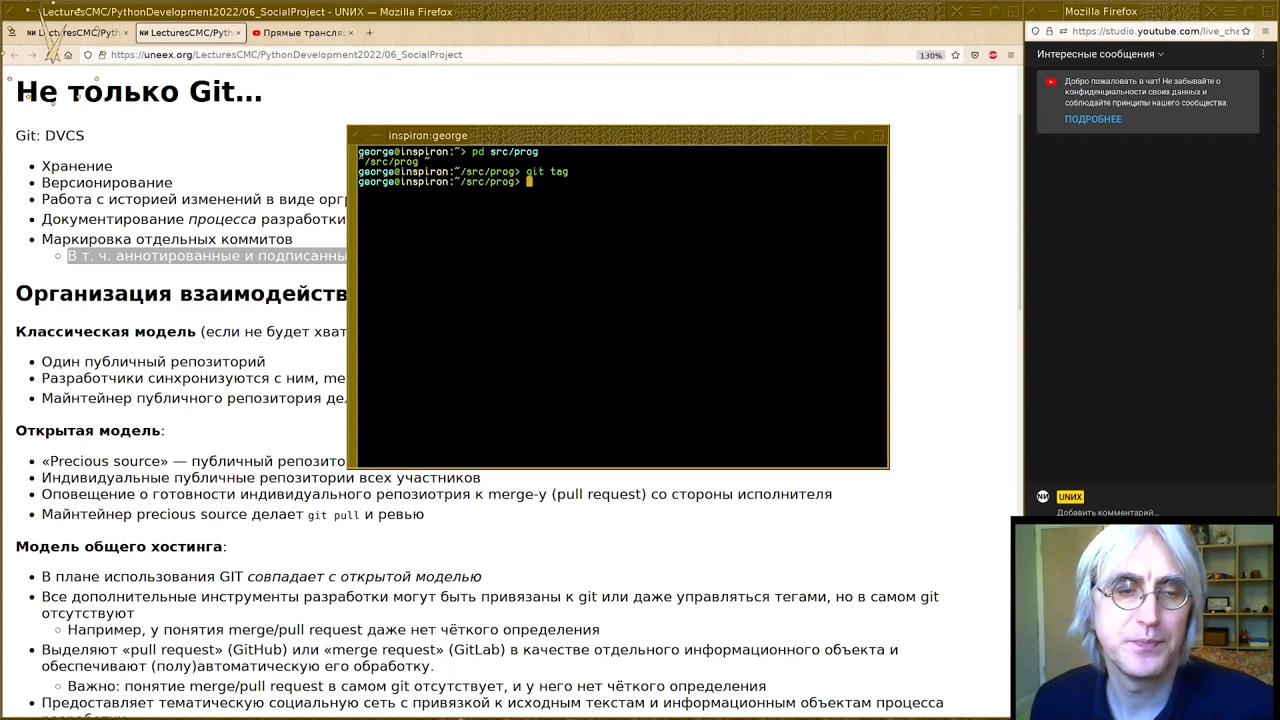 LecturesCMC/PythonDevelopment2022/06_SocialProject - UNИX — Mozilla Firefox
Mozilla Firefox
LecturesCMC/PythonD
LecturesCMC/PythonD
Прямые трансляц
https://uneex.org/LecturesCMC/PythonDevelopment2022/06_SocialProject
130%
https://studio.youtube.com/live_cha
Интересные сообщения
Добро пожаловать в чат! Не забывайте о
конфиденциальности своих данных и
соблюдайте принципы нашего сообщества.
ПОДРОБНЕЕ
Не только Git…
Git: DVCS
Хранение
Версионирование
Работа с историей изменений в виде оргр
Документирование процесса разработки
Маркировка отдельных коммитов
В т. ч. аннотированные и подписанны
inspiron:george
george@inspiron:~> pd src/prog
~/src/prog ~
george@inspiron:~/src/prog> git tag
george@inspiron:~/src/prog>
Организация взаимодейств
Классическая модель (если не будет хват
Один публичный репозиторий
Разработчики синхронизуются с ним, me
Майнтейнер публичного репозитория дел
Открытая модель:
«Precious source» — публичный репозито
Индивидуальные публичные репозитории всех участников
Оповещение о готовности индивидуального репозиотрия к merge-у (pull request) со стороны исполнителя
Майнтейнер precious source делает git pull и ревью
Модель общего хостинга:
В плане использования GIT совпадает с открытой моделью
Все дополнительные инструменты разработки могут быть привязаны к git или даже управляться тегами, но в самом git
отсутствуют
Например, у понятия merge/pull request даже нет чёткого определения
Выделяют «pull request» (GitHub) или «merge request» (GitLab) в качестве отдельного информационного объекта и
обеспечивают (полу)автоматическую его обработку.
Важно: понятие merge/pull request в самом git отсутствует, и у него нет чёткого определения
Предоставляет тематическую социальную сеть с привязкой к исходным текстам и информационным объектам процесса
UNИX
Добавить комментарий...